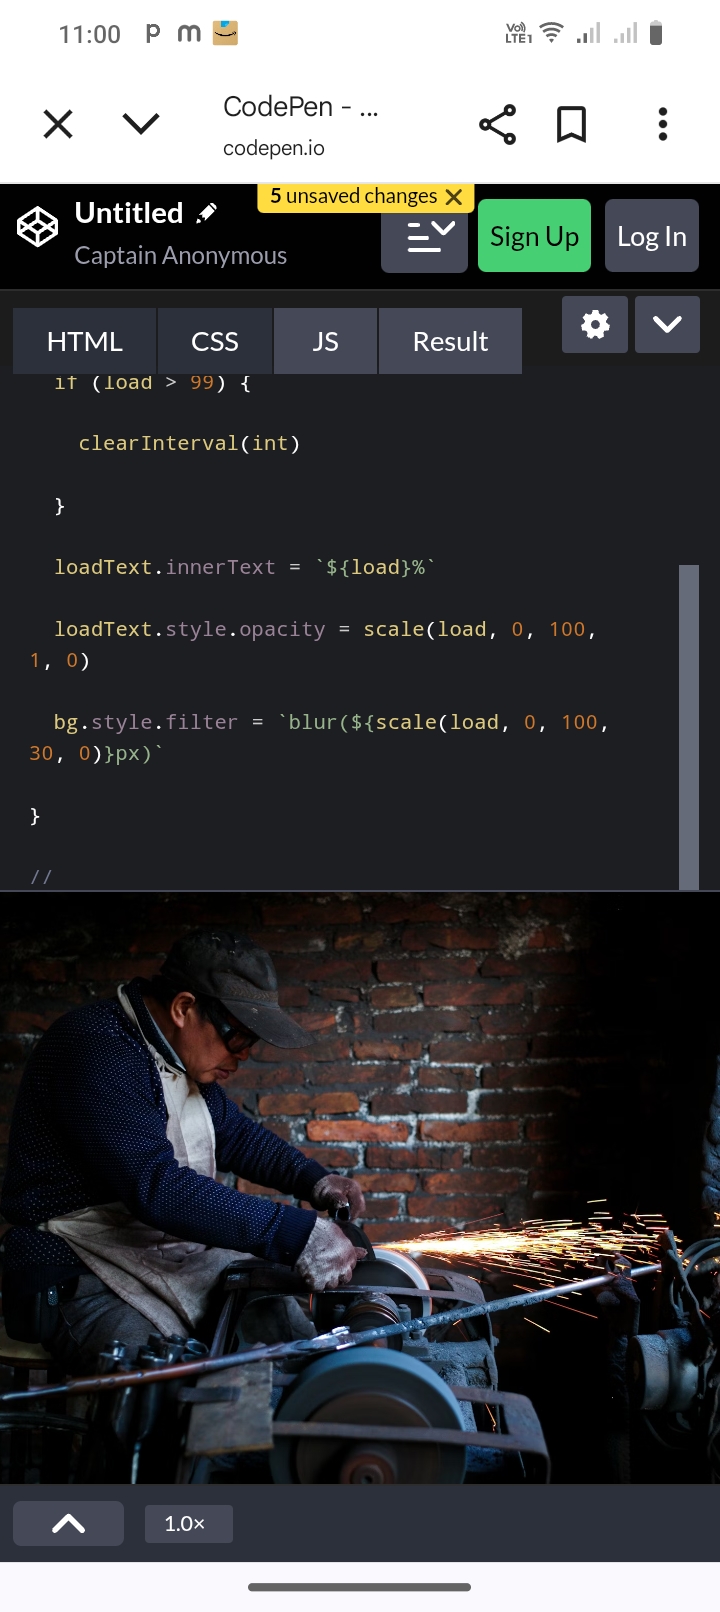 11:00 p m Vo) LTE1
CodePen - ...
codepen.io
5 unsaved changes
Untitled
Captain Anonymous
Sign Up
Log In
HTML CSS JS Result
if (load > 99) {
clearInterval(int)
}
loadText.innerText = `${load}%`
loadText.style.opacity = scale(load, 0, 100,
1, 0)
bg.style.filter = `blur(${scale(load, 0, 100,
30, 0)}px)`
}
//
1.0×